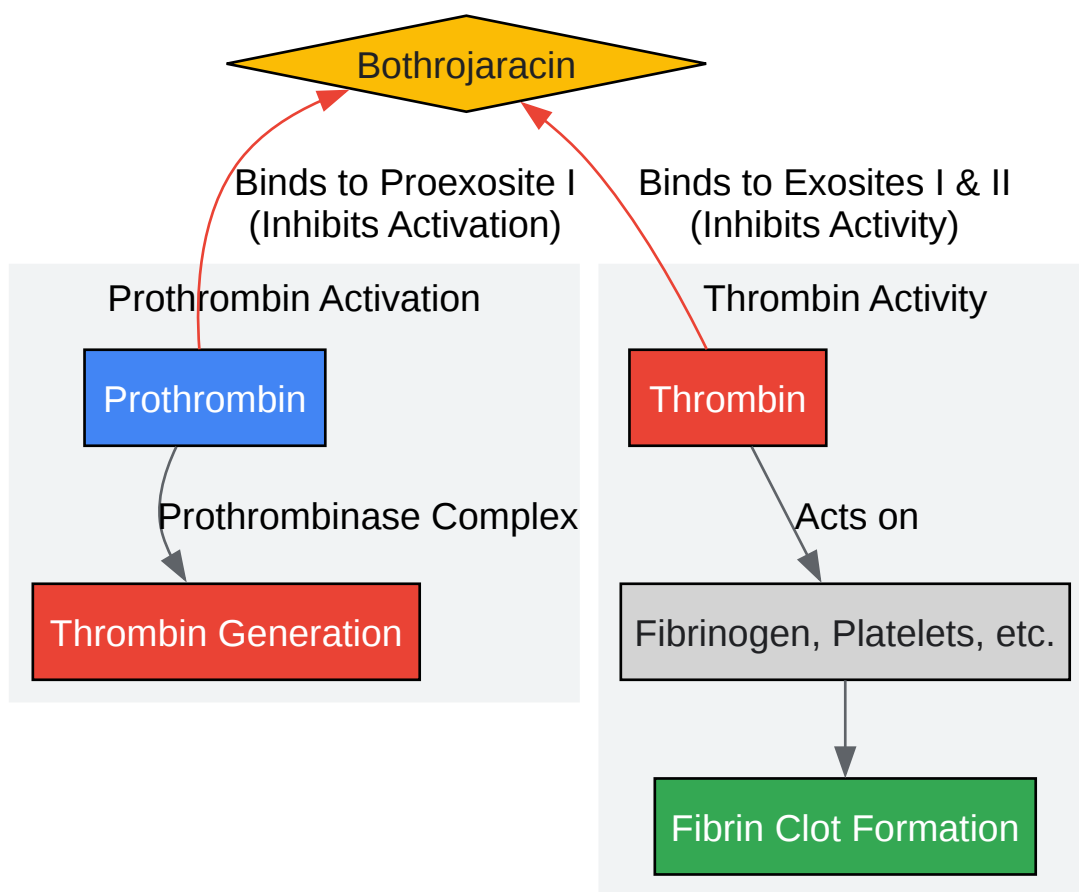 Bothrojaracin
Binds to Proexosite I
(Inhibits Activation)
Binds to Exosites I & II
(Inhibits Activity)
Prothrombin Activation
Prothrombin
Prothrombinase Complex
Thrombin Generation
Thrombin Activity
Thrombin
Acts on
Fibrinogen, Platelets, etc.
Fibrin Clot Formation